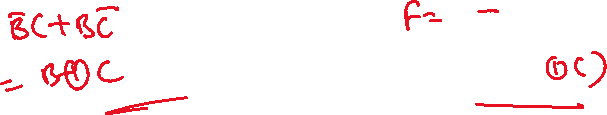 B̅C+BC̅
= B⊕C
F= ‾
⊕C)